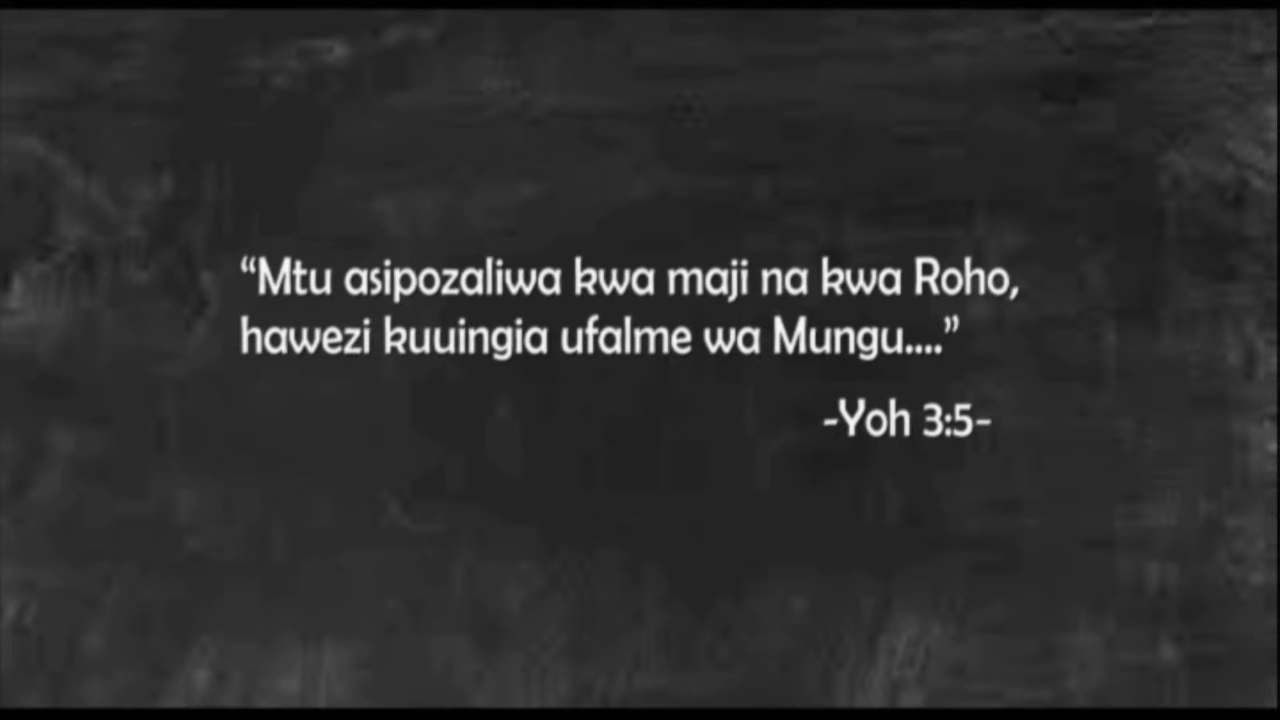 “Mtu asipozaliwa kwa maji na kwa Roho,
hawezi kuuingia ufalme wa Mungu....”
-Yoh 3:5-